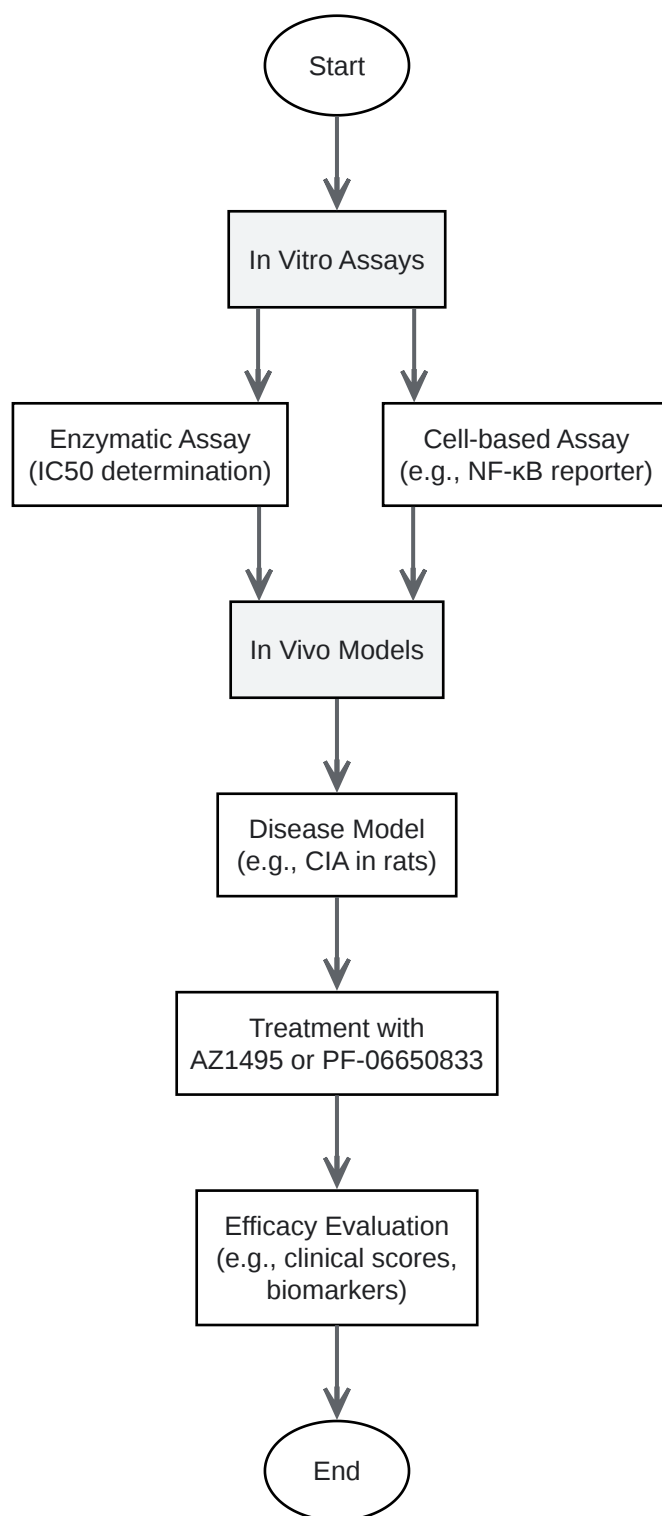 Start
In Vitro Assays
Enzymatic Assay
(IC50 determination)
Cell-based Assay
(e.g., NF-κB reporter)
In Vivo Models
Disease Model
(e.g., CIA in rats)
Treatment with
AZ1495 or PF-06650833
Efficacy Evaluation
(e.g., clinical scores,
biomarkers)
End